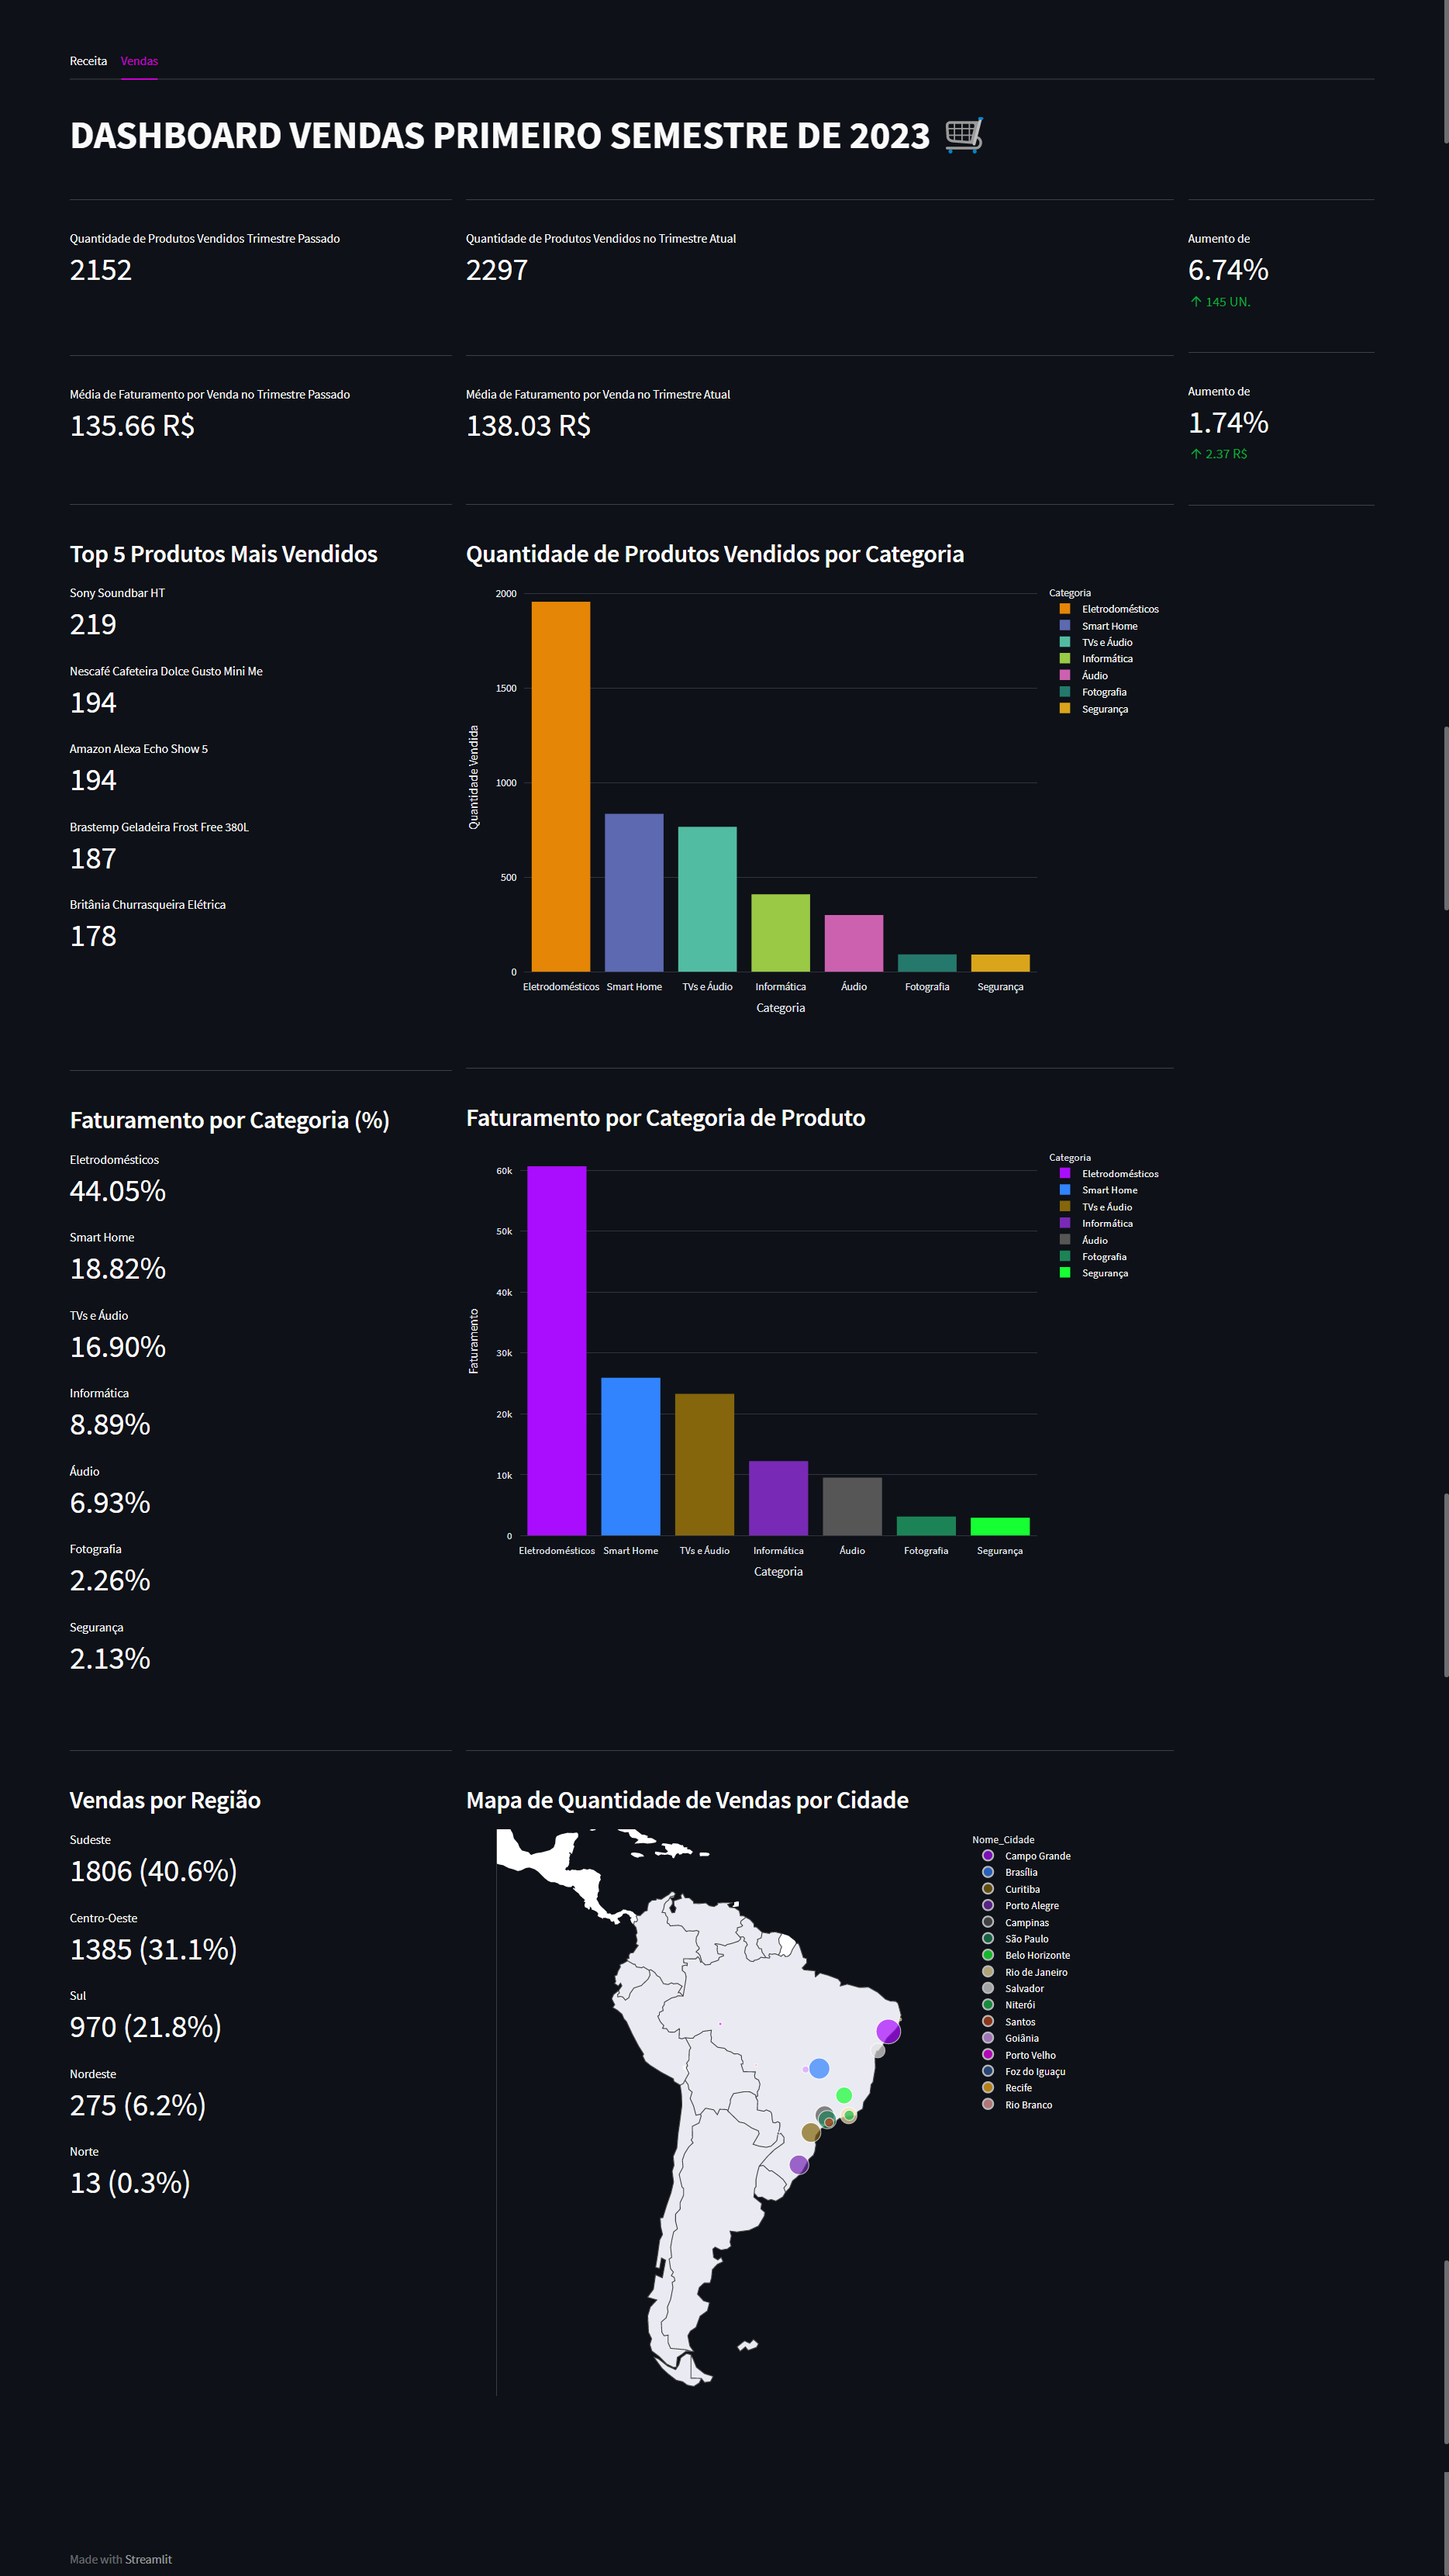 Receita Vendas
DASHBOARD VENDAS PRIMEIRO SEMESTRE DE 2023
Quantidade de Produtos Vendidos Trimestre Passado
2152
Quantidade de Produtos Vendidos no Trimestre Atual
2297
Aumento de
6.74%
↑ 145 UN.
Média de Faturamento por Venda no Trimestre Passado
135.66 R$
Média de Faturamento por Venda no Trimestre Atual
138.03 R$
Aumento de
1.74%
↑ 2.37 R$
Top 5 Produtos Mais Vendidos
Sony Soundbar HT
219
Nescafé Cafeteira Dolce Gusto Mini Me
194
Amazon Alexa Echo Show 5
194
Brastemp Geladeira Frost Free 380L
187
Britânia Churrasqueira Elétrica
178
Quantidade de Produtos Vendidos por Categoria
Quantidade Vendida
2000
1500
1000
500
0
Eletrodomésticos Smart Home TVs e Áudio Informática Áudio Fotografia Segurança
Categoria
Categoria
Eletrodomésticos
Smart Home
TVs e Áudio
Informática
Áudio
Fotografia
Segurança
Faturamento por Categoria (%)
Eletrodomésticos
44.05%
Smart Home
18.82%
TVs e Áudio
16.90%
Informática
8.89%
Áudio
6.93%
Fotografia
2.26%
Segurança
2.13%
Faturamento por Categoria de Produto
Faturamento
60k
50k
40k
30k
20k
10k
0
Eletrodomésticos Smart Home TVs e Áudio Informática Áudio Fotografia Segurança
Categoria
Categoria
Eletrodomésticos
Smart Home
TVs e Áudio
Informática
Áudio
Fotografia
Segurança
Vendas por Região
Sudeste
1806 (40.6%)
Centro-Oeste
1385 (31.1%)
Sul
970 (21.8%)
Nordeste
275 (6.2%)
Norte
13 (0.3%)
Mapa de Quantidade de Vendas por Cidade
Nome_Cidade
Campo Grande
Brasília
Curitiba
Porto Alegre
Campinas
São Paulo
Belo Horizonte
Rio de Janeiro
Salvador
Niterói
Santos
Goiânia
Porto Velho
Foz do Iguaçu
Recife
Rio Branco
Made with Streamlit